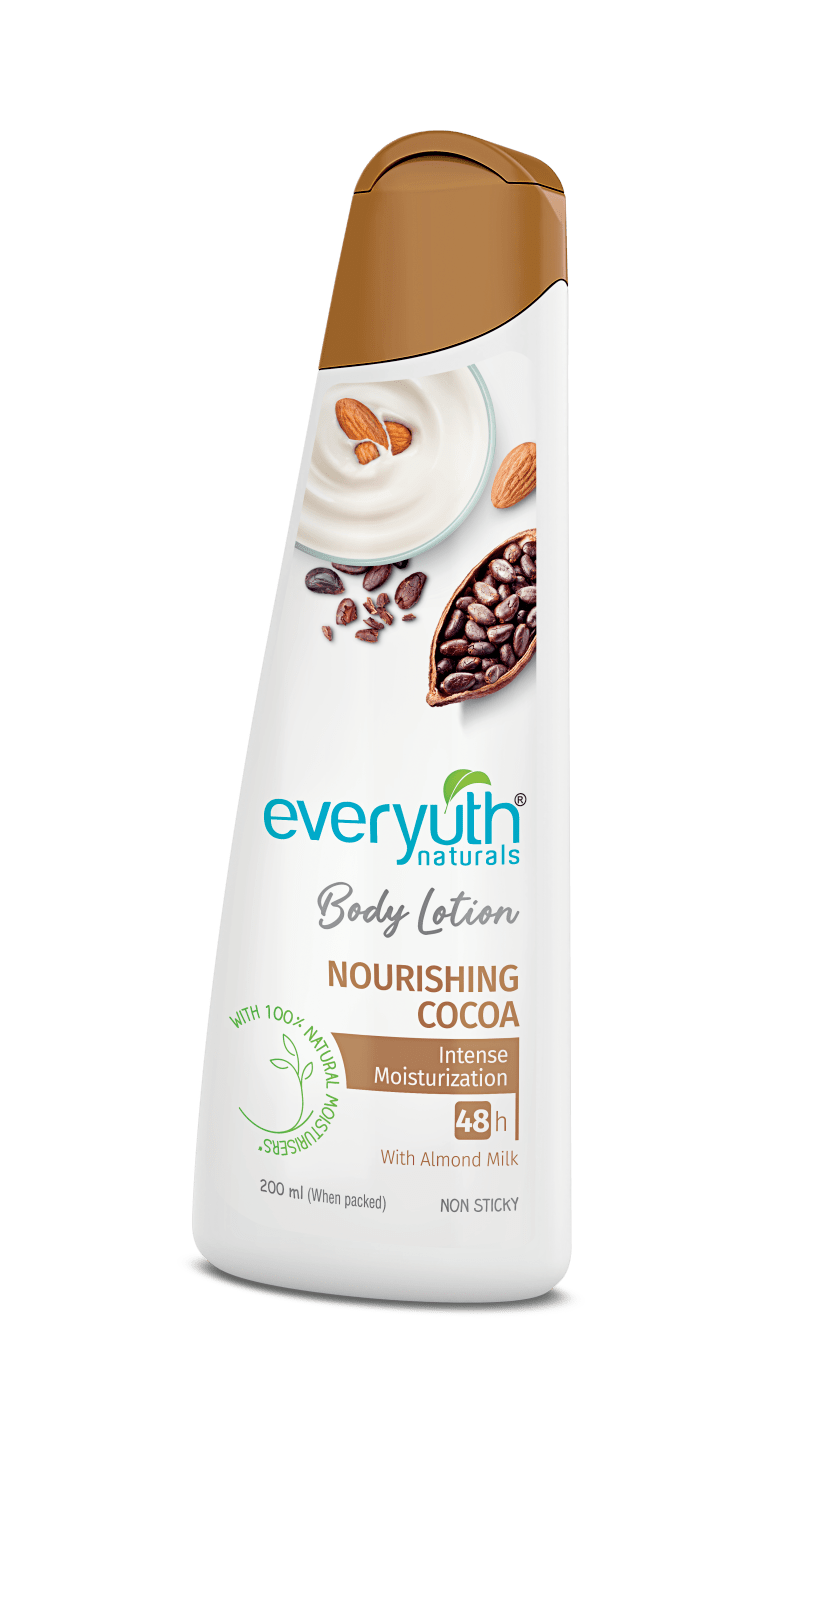 everyuth®
naturals
Body Lotion
NOURISHING
COCOA
WITH 100% NATURAL MOISTURISERS*
Intense
Moisturization
48h
With Almond Milk
200 ml (When packed)
NON STICKY